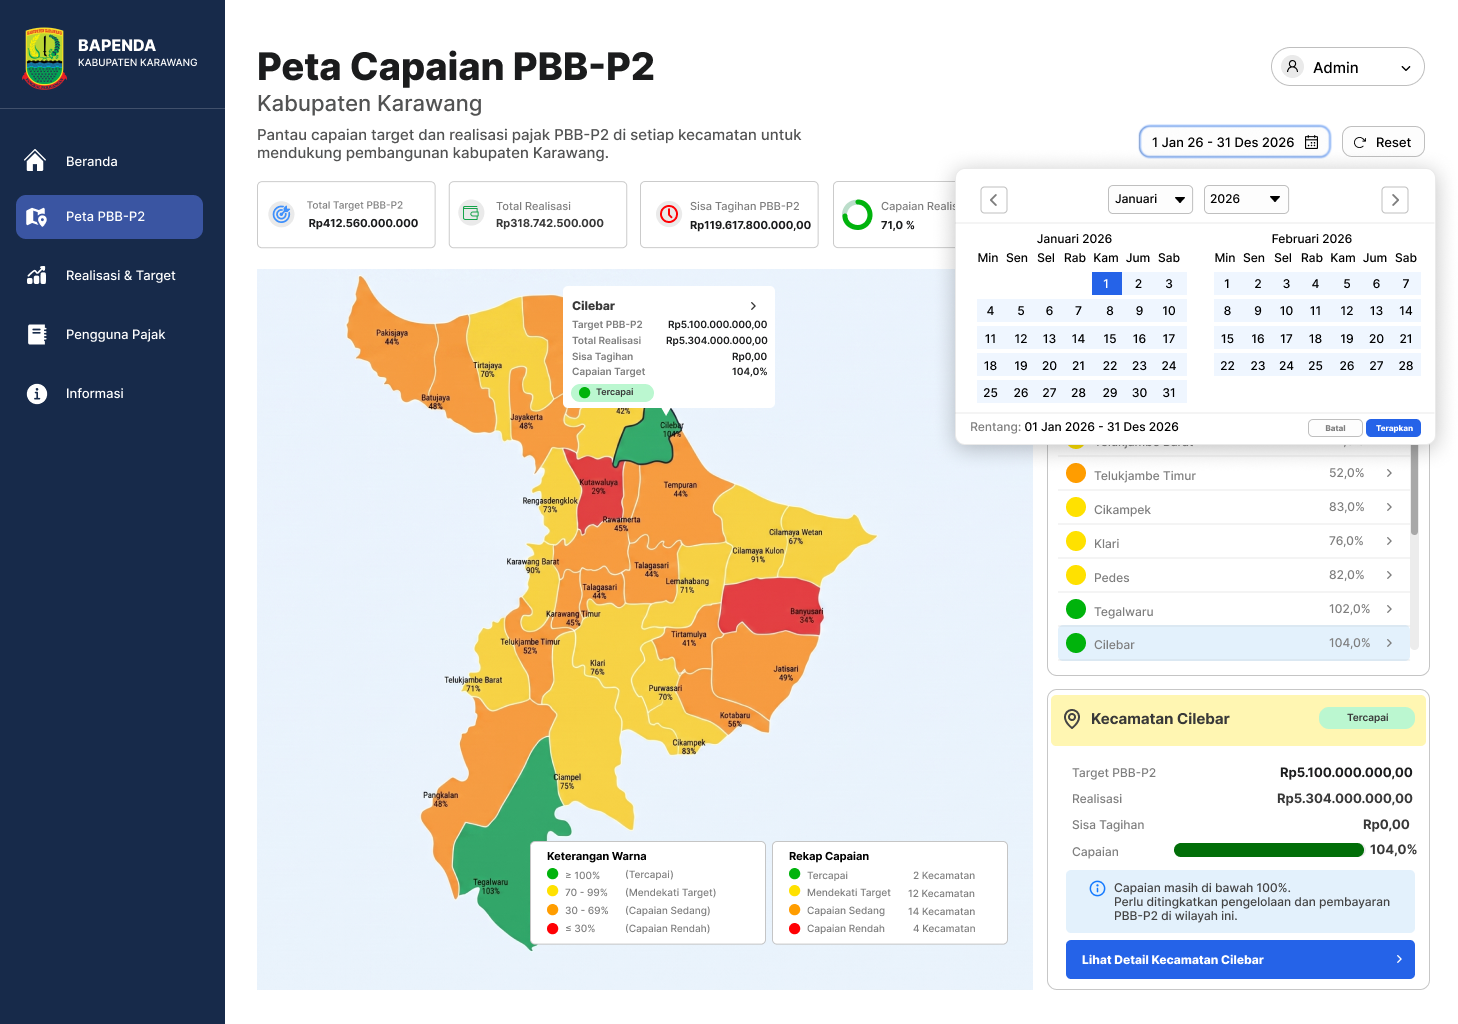 BAPENDA
KABUPATEN KARAWANG
Beranda
Peta PBB-P2
Realisasi & Target
Pengguna Pajak
Informasi
Peta Capaian PBB-P2
Kabupaten Karawang
Pantau capaian target dan realisasi pajak PBB-P2 di setiap kecamatan untuk
mendukung pembangunan kabupaten Karawang.
Admin
1 Jan 26 - 31 Des 2026
Reset
Total Target PBB-P2
Rp412.560.000.000
Total Realisasi
Rp318.742.500.000
Sisa Tagihan PBB-P2
Rp119.617.800.000,00
Capaian Realis
71,0 %
Januari
2026
Januari 2026
Min Sen Sel Rab Kam Jum Sab
1 2 3
4 5 6 7 8 9 10
11 12 13 14 15 16 17
18 19 20 21 22 23 24
25 26 27 28 29 30 31
Februari 2026
Min Sen Sel Rab Kam Jum Sab
1 2 3 4 5 6 7
8 9 10 11 12 13 14
15 16 17 18 19 20 21
22 23 24 25 26 27 28
Rentang: 01 Jan 2026 - 31 Des 2026
Batal
Terapkan
Cilebar
Target PBB-P2 Rp5.100.000.000,00
Total Realisasi Rp5.304.000.000,00
Sisa Tagihan Rp0,00
Capaian Target 104,0%
Tercapai
Pakisjaya
44%
Tirtajaya
70%
Batujaya
48%
Jayakerta
48%
42%
Cilebar
104%
Kutawaluya
29%
Tempuran
44%
Rengasdengklok
73%
Rawamerta
45%
Cilamaya Wetan
67%
Cilamaya Kulon
91%
Karawang Barat
90%
Talagasari
44%
Lemahabang
71%
Talagasari
44%
Banyusari
34%
Karawang Timur
45%
Tirtamulya
41%
Telukjambe Timur
52%
Klari
76%
Jatisari
49%
Telukjambe Barat
71%
Purwasari
70%
Kotabaru
56%
Cikampek
83%
Ciampel
75%
Pangkalan
48%
Tegalwaru
103%
Keterangan Warna
≥ 100% (Tercapai)
70 - 99% (Mendekati Target)
30 - 69% (Capaian Sedang)
≤ 30% (Capaian Rendah)
Rekap Capaian
Tercapai 2 Kecamatan
Mendekati Target 12 Kecamatan
Capaian Sedang 14 Kecamatan
Capaian Rendah 4 Kecamatan
Telukjambe Barat
Telukjambe Timur 52,0%
Cikampek 83,0%
Klari 76,0%
Pedes 82,0%
Tegalwaru 102,0%
Cilebar 104,0%
Kecamatan Cilebar
Tercapai
Target PBB-P2 Rp5.100.000.000,00
Realisasi Rp5.304.000.000,00
Sisa Tagihan Rp0,00
Capaian 104,0%
Capaian masih di bawah 100%.
Perlu ditingkatkan pengelolaan dan pembayaran
PBB-P2 di wilayah ini.
Lihat Detail Kecamatan Cilebar